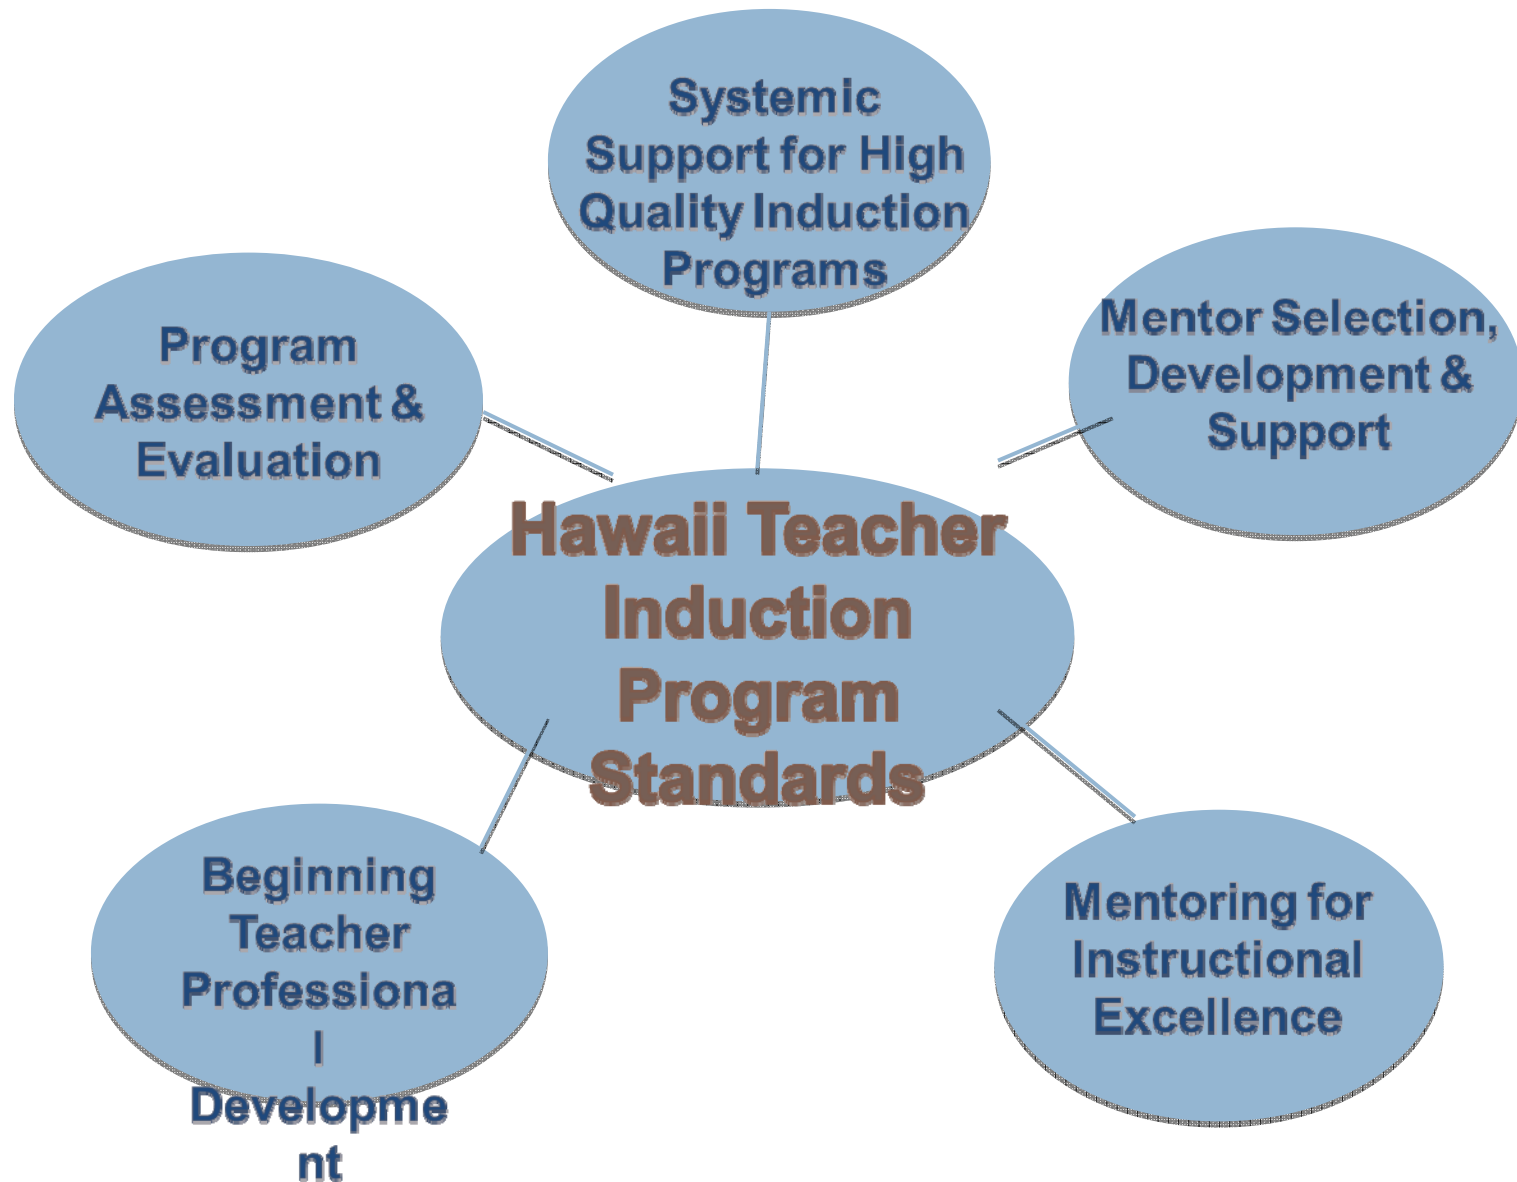 Systemic
Support for High
Quality Induction
Programs
Program
Assessment &
Evaluation
Mentor Selection,
Development &
Support
Hawaii Teacher
Induction
Program
Standards
Beginning
Teacher
Professiona
l
Developme
nt
Mentoring for
Instructional
Excellence